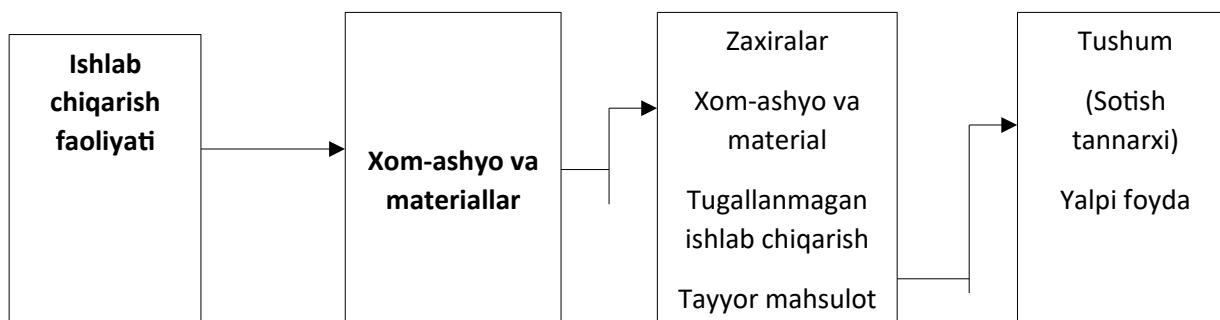 Ishlab
chiqarish
faoliyati
Xom-ashyo va
materiallar
Zaxiralar
Xom-ashyo va
material
Tugallanmagan
ishlab chiqarish
Tayyor mahsulot
Tushum
(Sotish
tannarxi)
Yalpi foyda